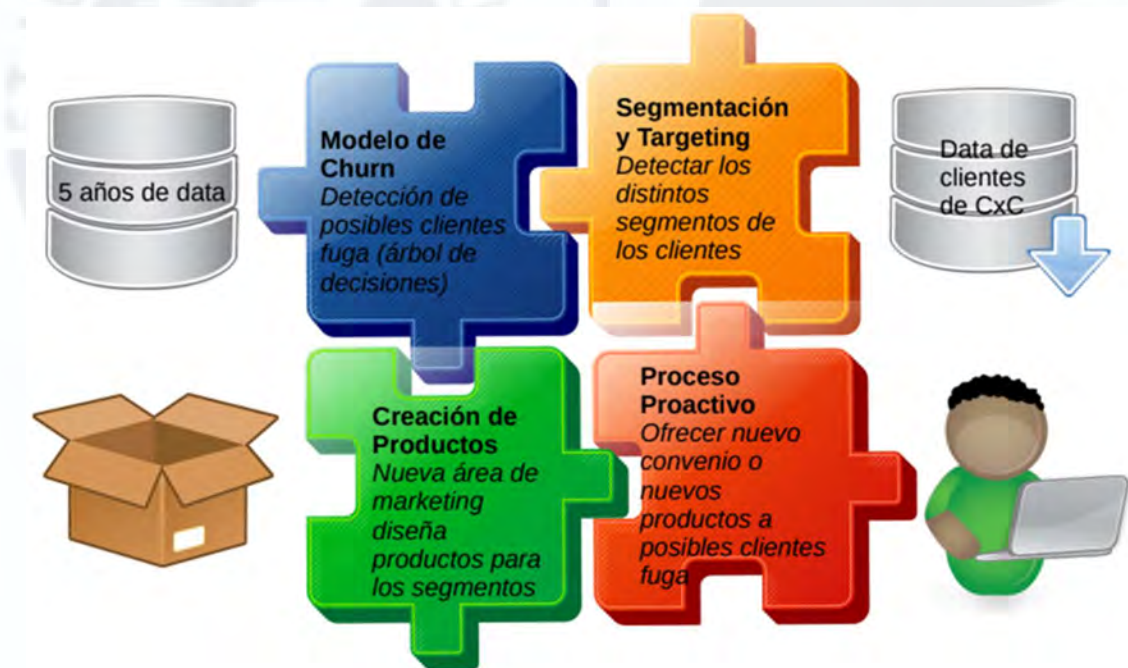 5 años de data
Modelo de
Churn
Detección de
posibles clientes
fuga (árbol de
decisiones)
Segmentación
y Targeting
Detectar los
distintos
segmentos de
los clientes
Data de
clientes
de CxC
Creación de
Productos
Nueva área de
marketing
diseña
productos para
los segmentos
Proceso
Proactivo
Ofrecer nuevo
convenio o
nuevos
productos a
posibles clientes
fuga